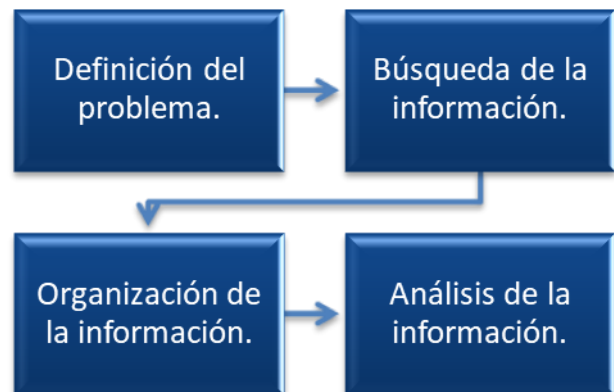 Definición del
problema.
Búsqueda de la
información.
Organización de
la información.
Análisis de la
información.